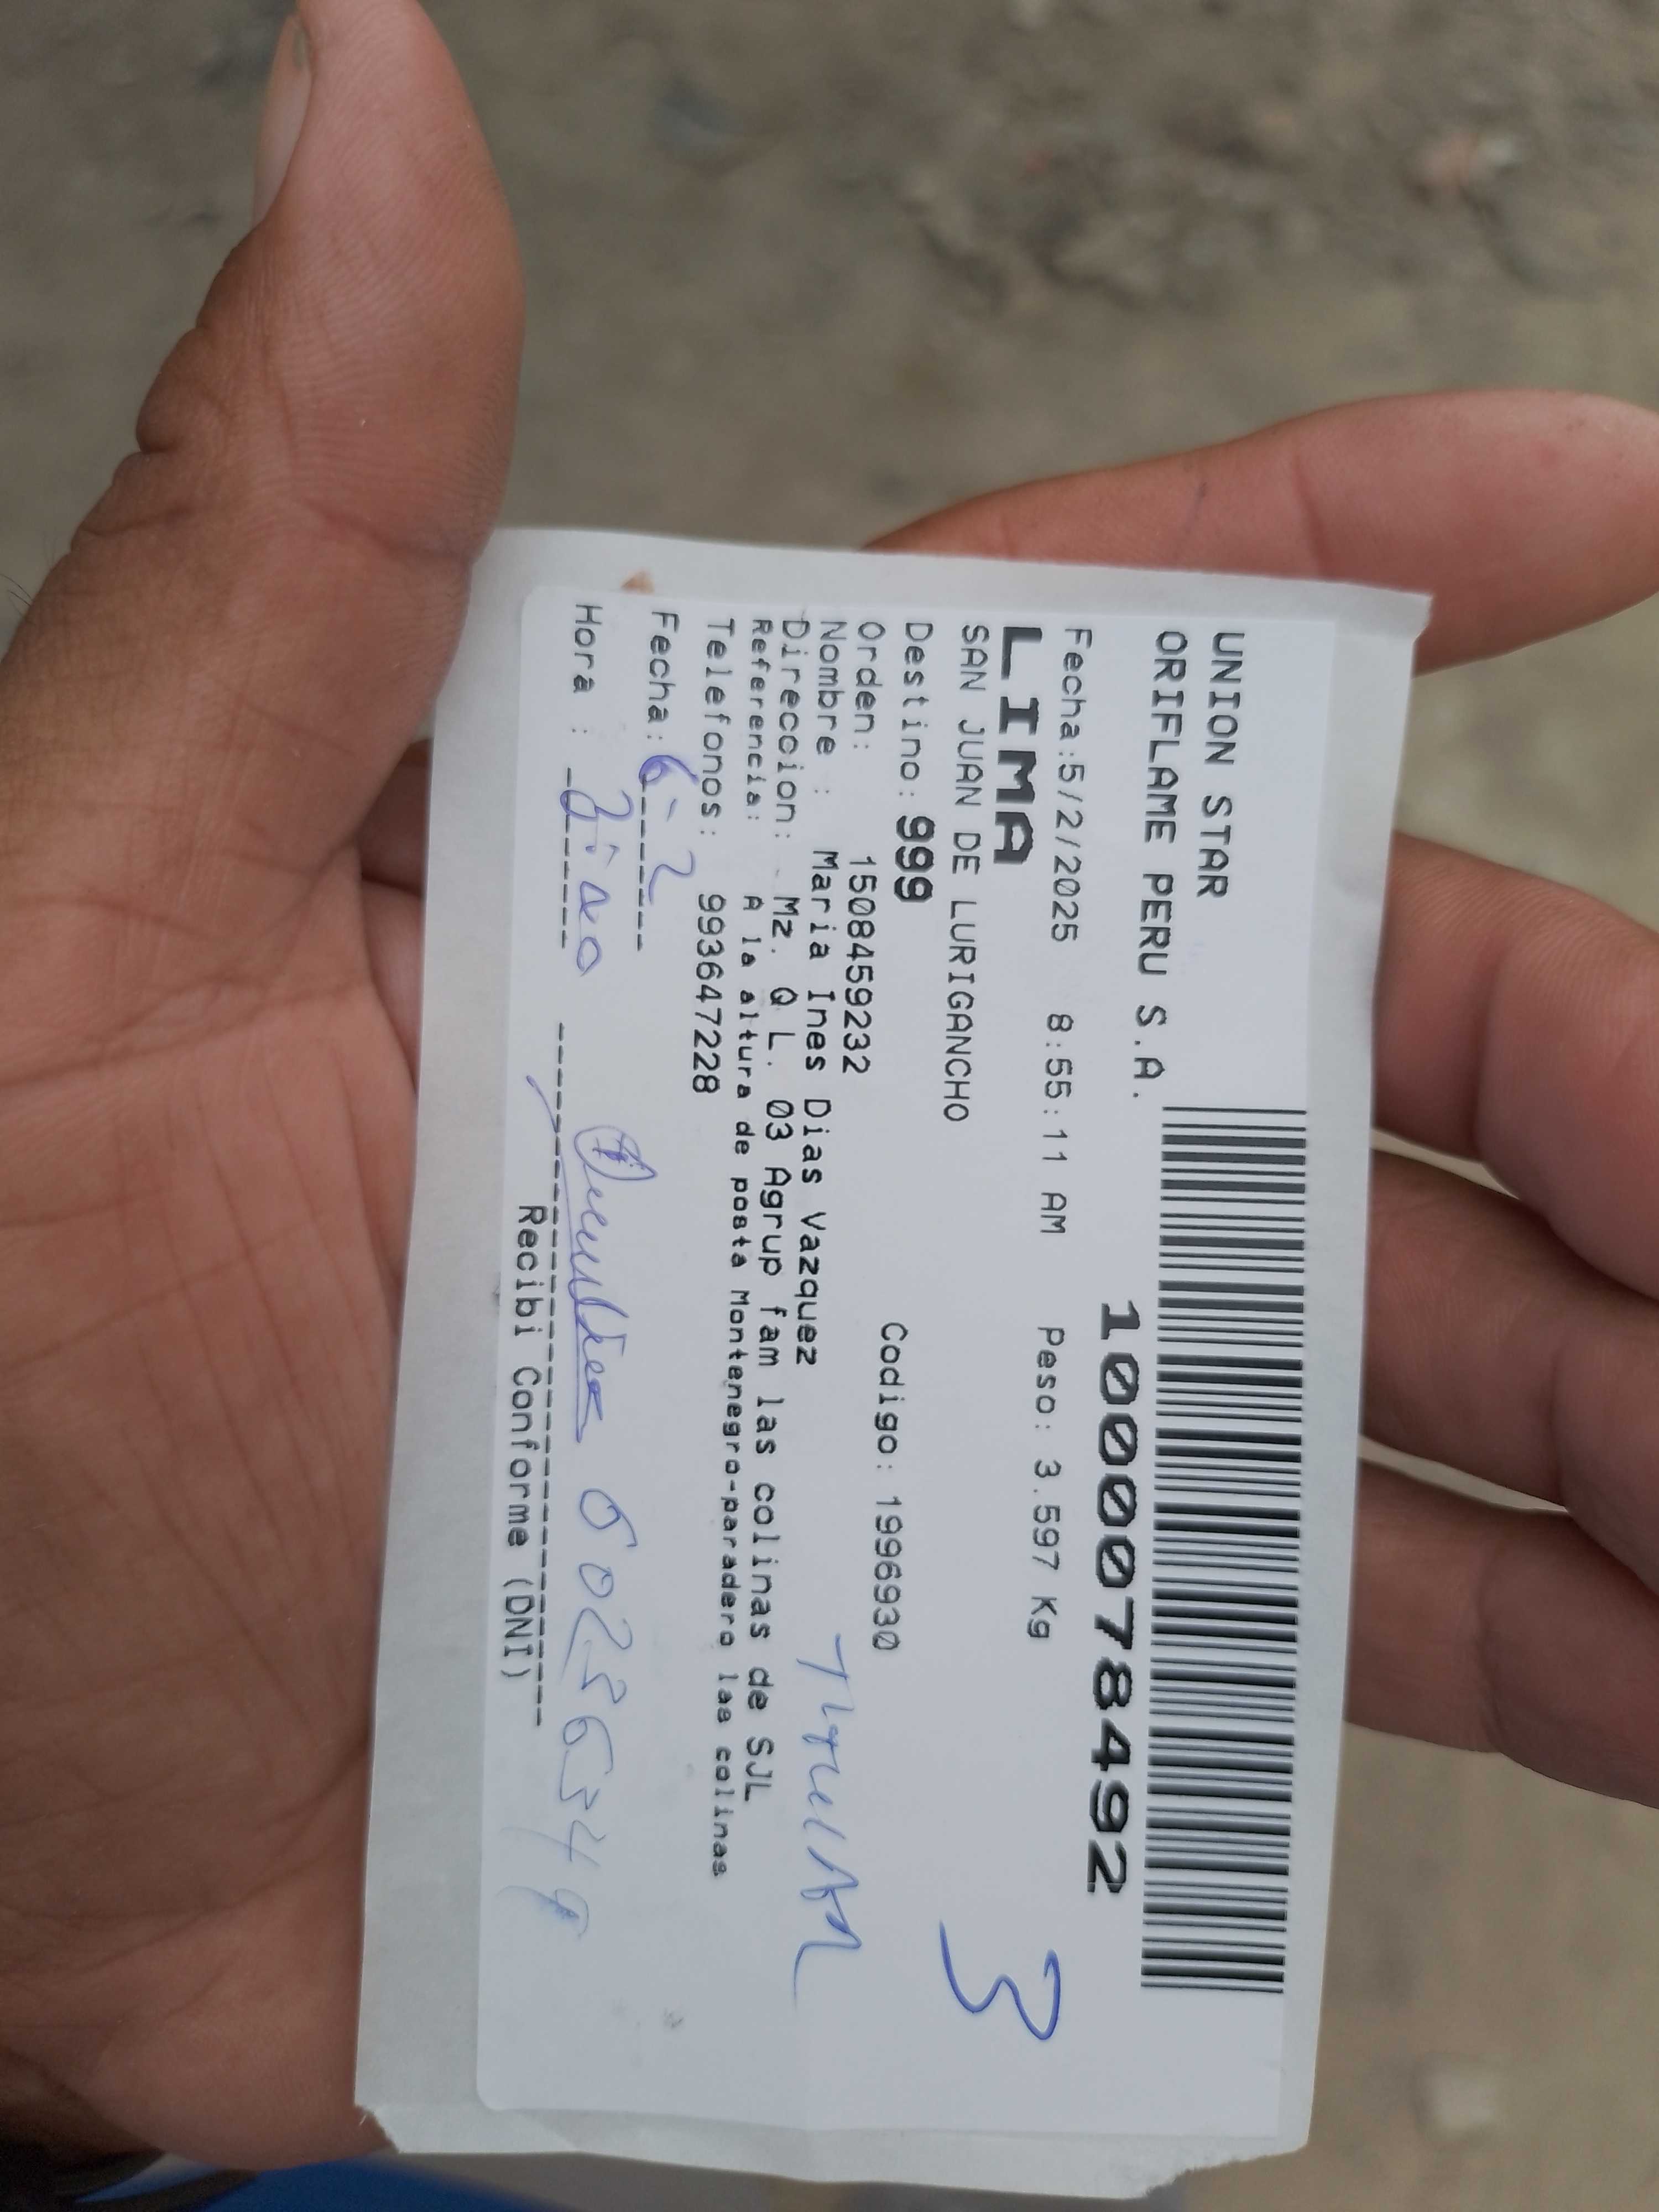 UNION STAR
ORIFLAME PERU S.A.
1000078492
Fecha:5/2/2025 8:55:11 AM Peso: 3.597 Kg
LIMA
3
SAN JUAN DE LURIGANCHO
Destino: 999 Codigo: 1996930
Orden: 1508459232
Nombre : Maria Ines Dias Vazquez
TITULAR
Direccion: Mz. Q L. 03 Agrup fam las colinas de SJL
Referencia: A la altura de posta Montenegro-paradero las colinas
Telefonos: 993647228
Fecha: 6-2
Hora :
Recibi Conforme (DNI)